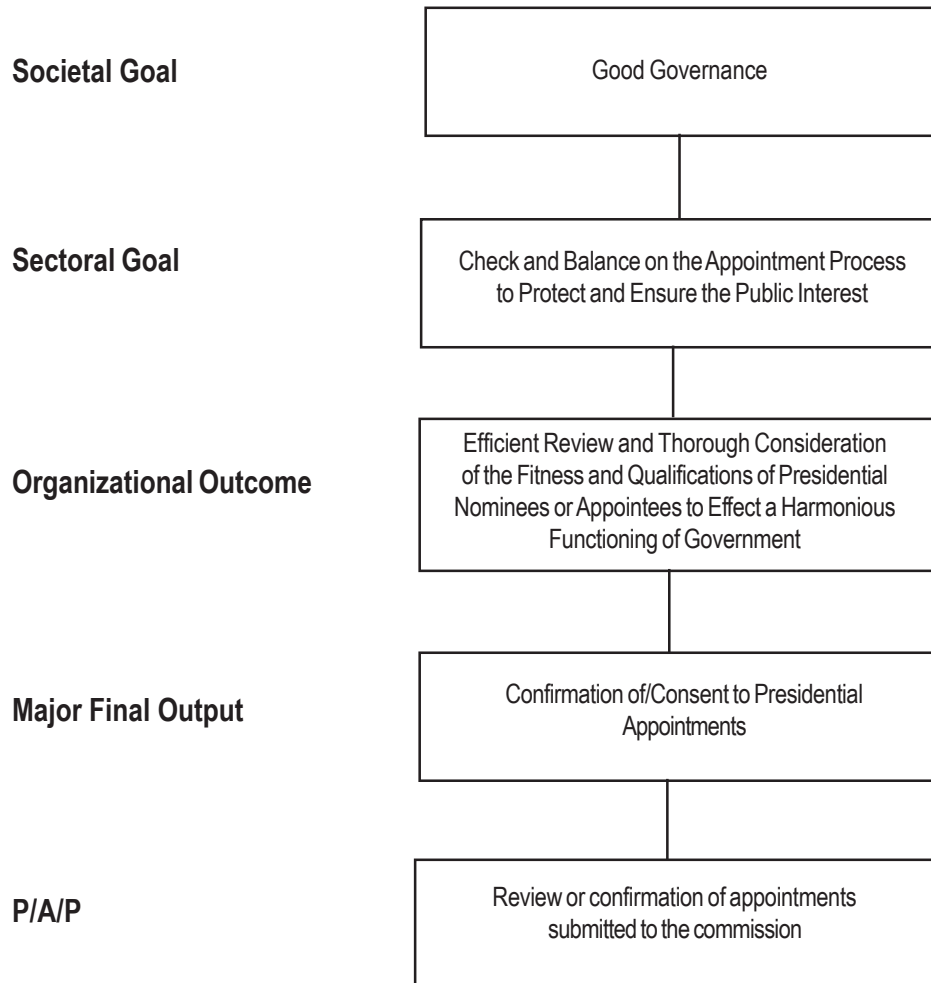 Societal Goal
Good Governance
Sectoral Goal
Check and Balance on the Appointment Process
to Protect and Ensure the Public Interest
Organizational Outcome
Efficient Review and Thorough Consideration
of the Fitness and Qualifications of Presidential
Nominees or Appointees to Effect a Harmonious
Functioning of Government
Major Final Output
Confirmation of/Consent to Presidential
Appointments
P/A/P
Review or confirmation of appointments
submitted to the commission